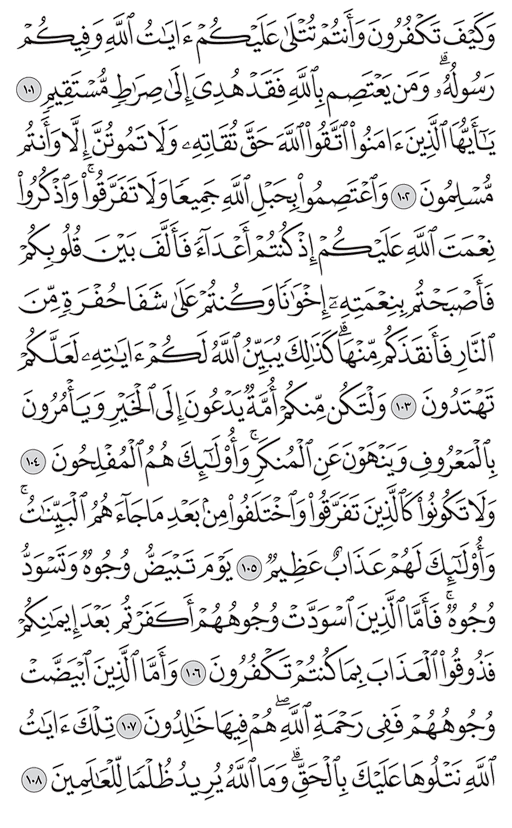 وَكَيْفَ تَكْفُرُونَ وَأَنتُمْ تُتْلَىٰ عَلَيْكُمْ ءَايَٰتُ ٱللَّهِ وَفِيكُمْ
رَسُولُهُۥۗ وَمَن يَعْتَصِم بِٱللَّهِ فَقَدْ هُدِىَ إِلَىٰ صِرَٰطٍ مُّسْتَقِيمٍ ١٠١
يَٰٓأَيُّهَا ٱلَّذِينَ ءَامَنُوا۟ ٱتَّقُوا۟ ٱللَّهَ حَقَّ تُقَاتِهِۦ وَلَا تَمُوتُنَّ إِلَّا وَأَنتُم
مُّسْلِمُونَ ١٠٢ وَٱعْتَصِمُوا۟ بِحَبْلِ ٱللَّهِ جَمِيعًا وَلَا تَفَرَّقُوا۟ۚ وَٱذْكُرُوا۟
نِعْمَتَ ٱللَّهِ عَلَيْكُمْ إِذْ كُنتُمْ أَعْدَآءً فَأَلَّفَ بَيْنَ قُلُوبِكُمْ
فَأَصْبَحْتُم بِنِعْمَتِهِۦٓ إِخْوَٰنًا وَكُنتُمْ عَلَىٰ شَفَا حُفْرَةٍ مِّنَ
ٱلنَّارِ فَأَنقَذَكُم مِّنْهَاۗ كَذَٰلِكَ يُبَيِّنُ ٱللَّهُ لَكُمْ ءَايَٰتِهِۦ لَعَلَّكُمْ
تَهْتَدُونَ ١٠٣ وَلْتَكُن مِّنكُمْ أُمَّةٌ يَدْعُونَ إِلَى ٱلْخَيْرِ وَيَأْمُرُونَ
بِٱلْمَعْرُوفِ وَيَنْهَوْنَ عَنِ ٱلْمُنكَرِۚ وَأُو۟لَٰٓئِكَ هُمُ ٱلْمُفْلِحُونَ ١٠٤
وَلَا تَكُونُوا۟ كَٱلَّذِينَ تَفَرَّقُوا۟ وَٱخْتَلَفُوا۟ مِنۢ بَعْدِ مَا جَآءَهُمُ ٱلْبَيِّنَٰتُۚ
وَأُو۟لَٰٓئِكَ لَهُمْ عَذَابٌ عَظِيمٌ ١٠٥ يَوْمَ تَبْيَضُّ وُجُوهٌ وَتَسْوَدُّ
وُجُوهٌۚ فَأَمَّا ٱلَّذِينَ ٱسْوَدَّتْ وُجُوهُهُمْ أَكَفَرْتُم بَعْدَ إِيمَٰنِكُمْ
فَذُوقُوا۟ ٱلْعَذَابَ بِمَا كُنتُمْ تَكْفُرُونَ ١٠٦ وَأَمَّا ٱلَّذِينَ ٱبْيَضَّتْ
وُجُوهُهُمْ فَفِى رَحْمَةِ ٱللَّهِۖ هُمْ فِيهَا خَٰلِدُونَ ١٠٧ تِلْكَ ءَايَٰتُ
ٱللَّهِ نَتْلُوهَا عَلَيْكَ بِٱلْحَقِّۗ وَمَا ٱللَّهُ يُرِيدُ ظُلْمًا لِّلْعَٰلَمِينَ ١٠٨